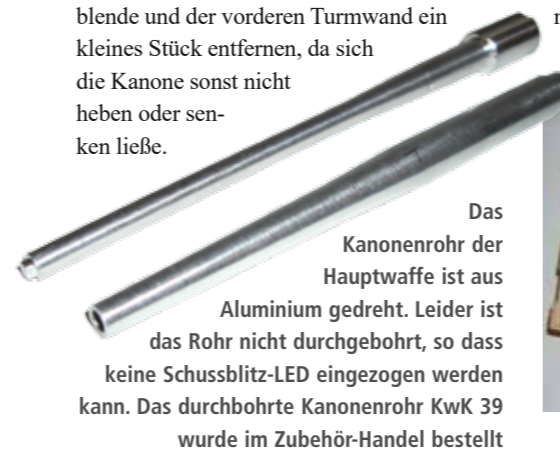 blende und der vorderen Turmwand ein
kleines Stück entfernen, da sich
die Kanone sonst nicht
heben oder sen-
ken ließe.
Das
Kanonenrohr der
Hauptwaffe ist aus
Aluminium gedreht. Leider ist
das Rohr nicht durchgebohrt, so dass
keine Schussblitz-LED eingezogen werden
kann. Das durchbohrte Kanonenrohr KwK 39
wurde im Zubehör-Handel bestellt